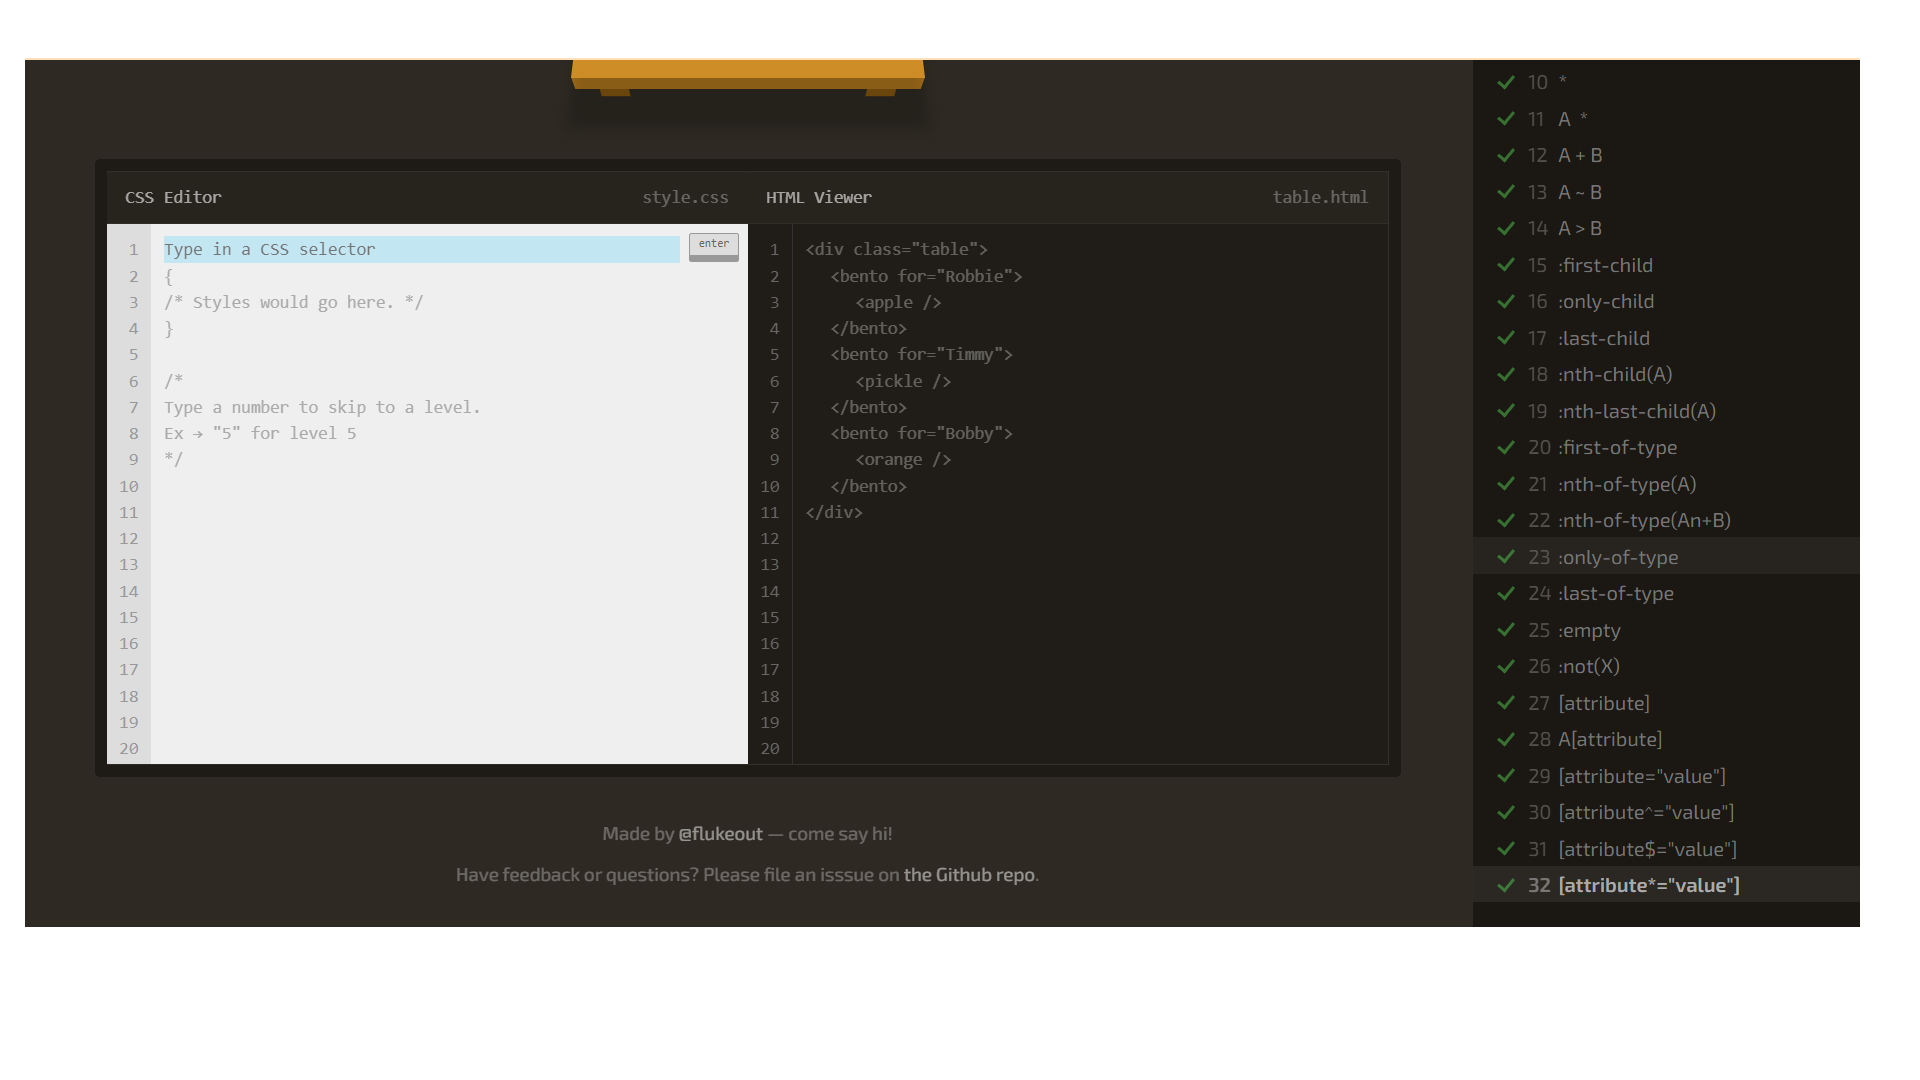 CSS Editor style.css
1 Type in a CSS selector enter
2 {
3 /* Styles would go here. */
4 }
5
6 /*
7 Type a number to skip to a level.
8 Ex → "5" for level 5
9 */
10
11
12
13
14
15
16
17
18
19
20
HTML Viewer table.html
1 <div class="table">
2 <bento for="Robbie">
3 <apple />
4 </bento>
5 <bento for="Timmy">
6 <pickle />
7 </bento>
8 <bento for="Bobby">
9 <orange />
10 </bento>
11 </div>
12
13
14
15
16
17
18
19
20
Made by @flukeout — come say hi!
Have feedback or questions? Please file an isssue on the Github repo.
✓ 10 *
✓ 11 A *
✓ 12 A + B
✓ 13 A ~ B
✓ 14 A > B
✓ 15 :first-child
✓ 16 :only-child
✓ 17 :last-child
✓ 18 :nth-child(A)
✓ 19 :nth-last-child(A)
✓ 20 :first-of-type
✓ 21 :nth-of-type(A)
✓ 22 :nth-of-type(An+B)
✓ 23 :only-of-type
✓ 24 :last-of-type
✓ 25 :empty
✓ 26 :not(X)
✓ 27 [attribute]
✓ 28 A[attribute]
✓ 29 [attribute="value"]
✓ 30 [attribute^="value"]
✓ 31 [attribute$="value"]
✓ 32 [attribute*="value"]